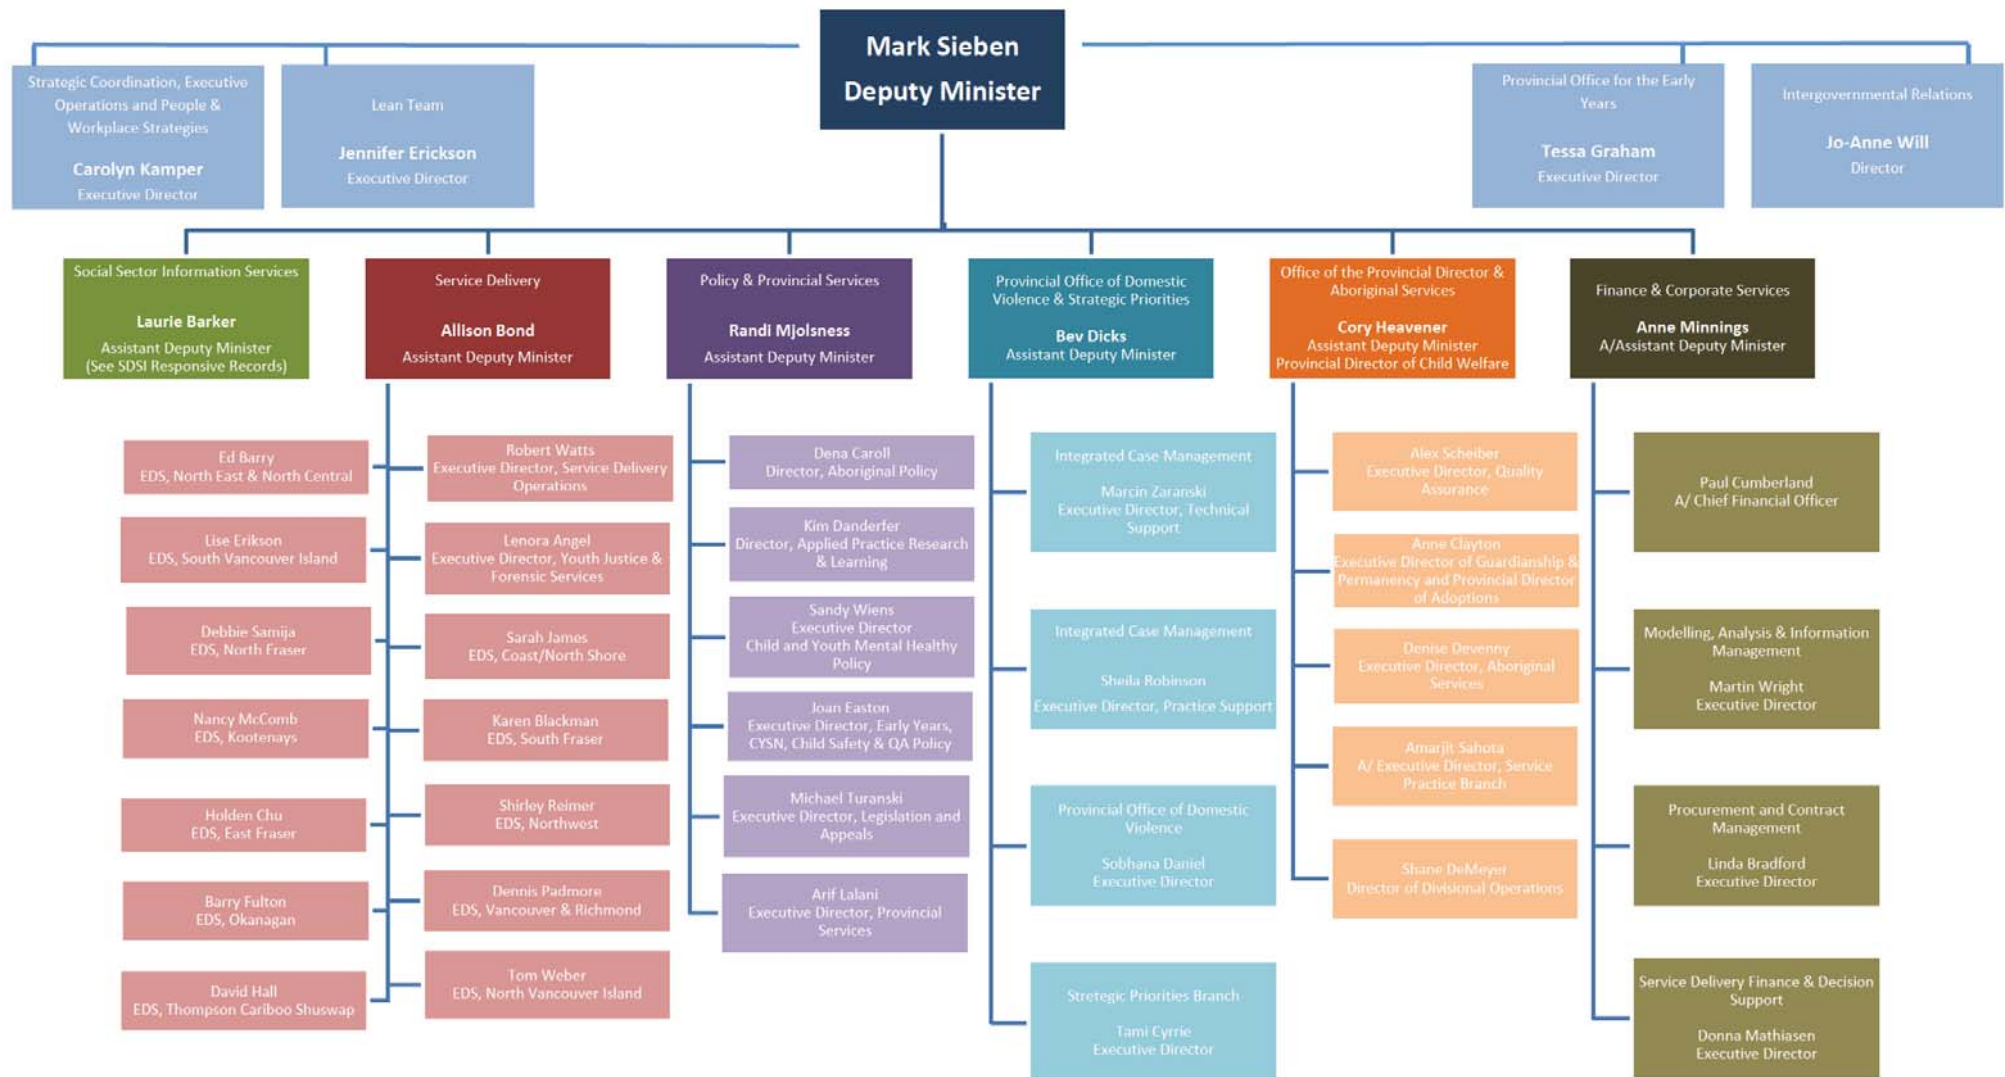 Mark Sieben
Deputy Minister
Strategic Coordination, Executive
Operations and People &
Workplace Strategies
Carolyn Kamper
Executive Director
Lean Team
Jennifer Erickson
Executive Director
Provincial Office for the Early
Years
Tessa Graham
Executive Director
Intergovernmental Relations
Jo-Anne Will
Director
Social Sector Information Services
Laurie Barker
Assistant Deputy Minister
(See SDSI Responsive Records)
Service Delivery
Allison Bond
Assistant Deputy Minister
Policy & Provincial Services
Randi Mjolsness
Assistant Deputy Minister
Provincial Office of Domestic
Violence & Strategic Priorities
Bev Dicks
Assistant Deputy Minister
Office of the Provincial Director &
Aboriginal Services
Cory Heavener
Assistant Deputy Minister
Provincial Director of Child Welfare
Finance & Corporate Services
Anne Minnings
A/Assistant Deputy Minister
Ed Barry
EDS, North East & North Central
Lise Erikson
EDS, South Vancouver Island
Debbie Samija
EDS, North Fraser
Nancy McComb
EDS, Kootenays
Holden Chu
EDS, East Fraser
Barry Fulton
EDS, Okanagan
David Hall
EDS, Thompson Cariboo Shuswap
Robert Watts
Executive Director, Service Delivery
Operations
Lenora Angel
Executive Director, Youth Justice &
Forensic Services
Sarah James
EDS, Coast/North Shore
Karen Blackman
EDS, South Fraser
Shirley Reimer
EDS, Northwest
Dennis Padmore
EDS, Vancouver & Richmond
Tom Weber
EDS, North Vancouver Island
Dena Caroll
Director, Aboriginal Policy
Kim Danderfer
Director, Applied Practice Research
& Learning
Sandy Wiens
Executive Director
Child and Youth Mental Healthy
Policy
Joan Easton
Executive Director, Early Years,
CYSN, Child Safety & QA Policy
Michael Turanski
Executive Director, Legislation and
Appeals
Arif Lalani
Executive Director, Provincial
Services
Integrated Case Management
Marcin Zaranski
Executive Director, Technical
Support
Integrated Case Management
Sheila Robinson
Executive Director, Practice Support
Provincial Office of Domestic
Violence
Sobhana Daniel
Executive Director
Stretegic Priorities Branch
Tami Cyrrie
Executive Director
Alex Scheiber
Executive Director, Quality
Assurance
Anne Clayton
Executive Director of Guardianship &
Permanency and Provincial Director
of Adoptions
Denise Devenny
Executive Director, Aboriginal
Services
Amarjit Sahota
A/ Executive Director, Service
Practice Branch
Shane DeMeyer
Director of Divisional Operations
Paul Cumberland
A/ Chief Financial Officer
Modelling, Analysis & Information
Management
Martin Wright
Executive Director
Procurement and Contract
Management
Linda Bradford
Executive Director
Service Delivery Finance & Decision
Support
Donna Mathiasen
Executive Director